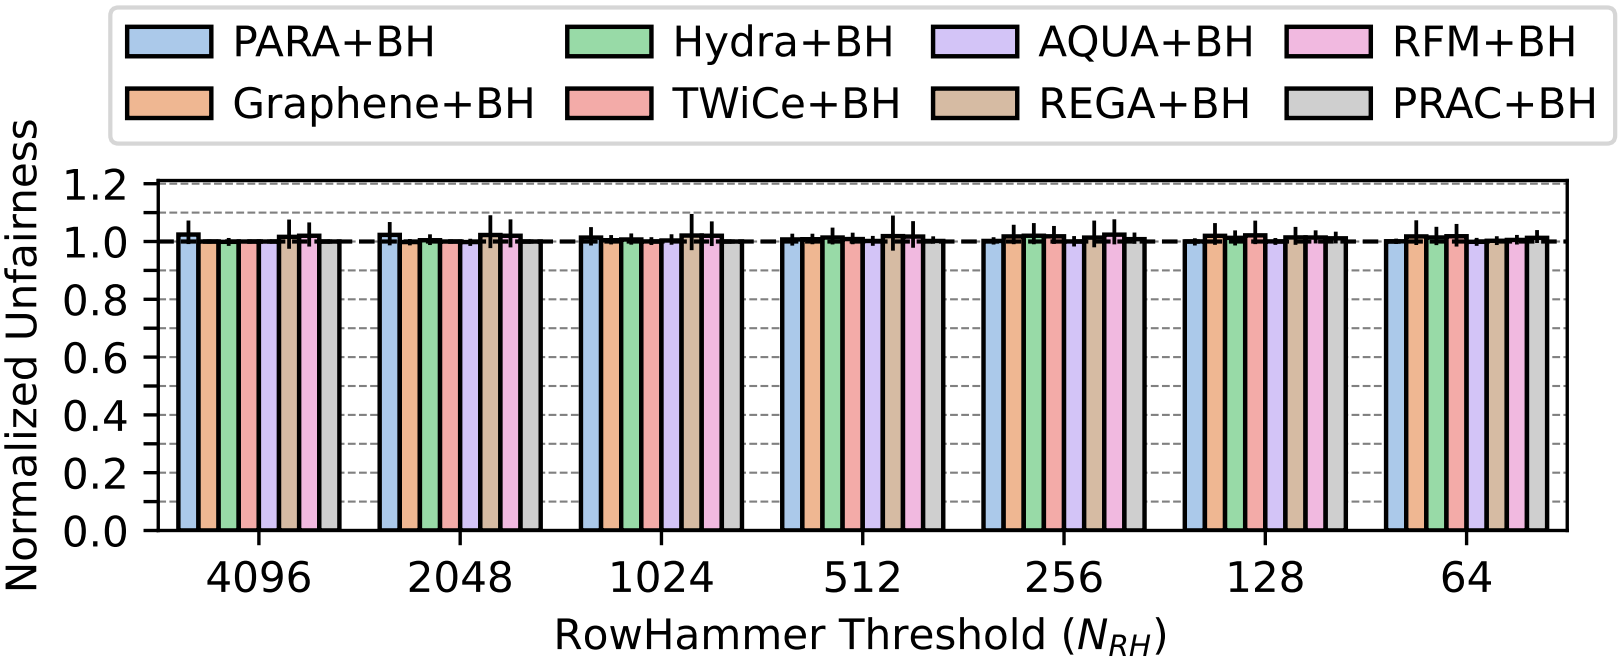 PARA+BH Hydra+BH AQUA+BH RFM+BH
Graphene+BH TWiCe+BH REGA+BH PRAC+BH
Normalized Unfairness
1.2
1.0
0.8
0.6
0.4
0.2
0.0
4096 2048 1024 512 256 128 64
RowHammer Threshold (N_RH)